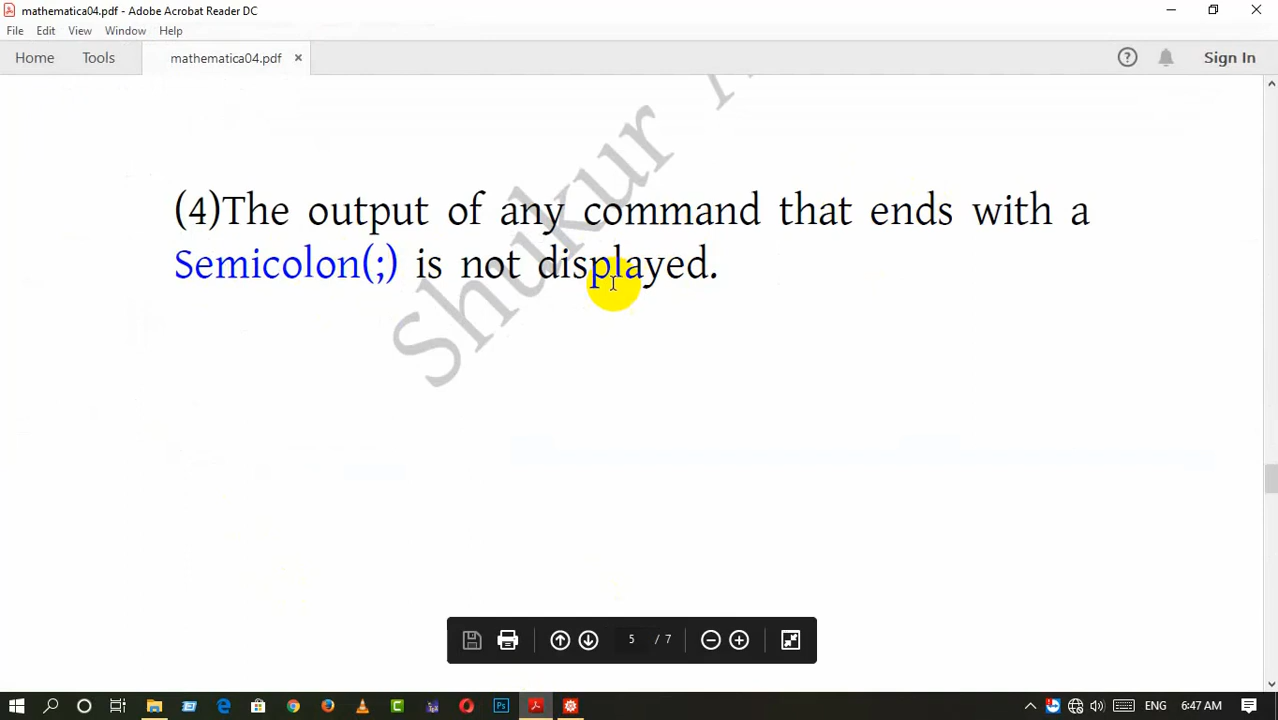 mathematica04.pdf - Adobe Acrobat Reader DC
File Edit View Window Help
Home Tools mathematica04.pdf × ? Sign In
(4)The output of any command that ends with a
Semicolon(;) is not displayed.
Shukur
5 / 7
ENG 6:47 AM